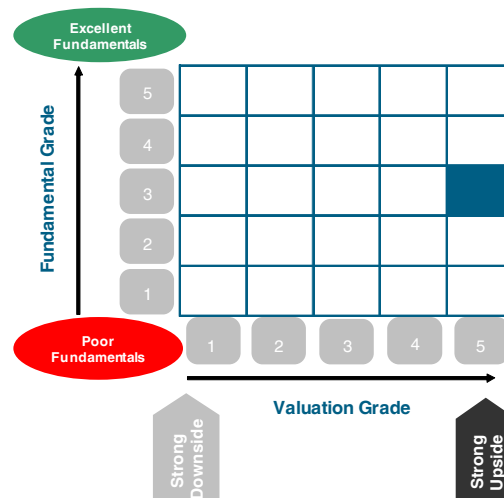 Excellent
Fundamentals
Fundamental Grade
5
4
3
2
1
Poor
Fundamentals
1
2
3
4
5
Valuation Grade
Strong
Downside
Strong
Upside